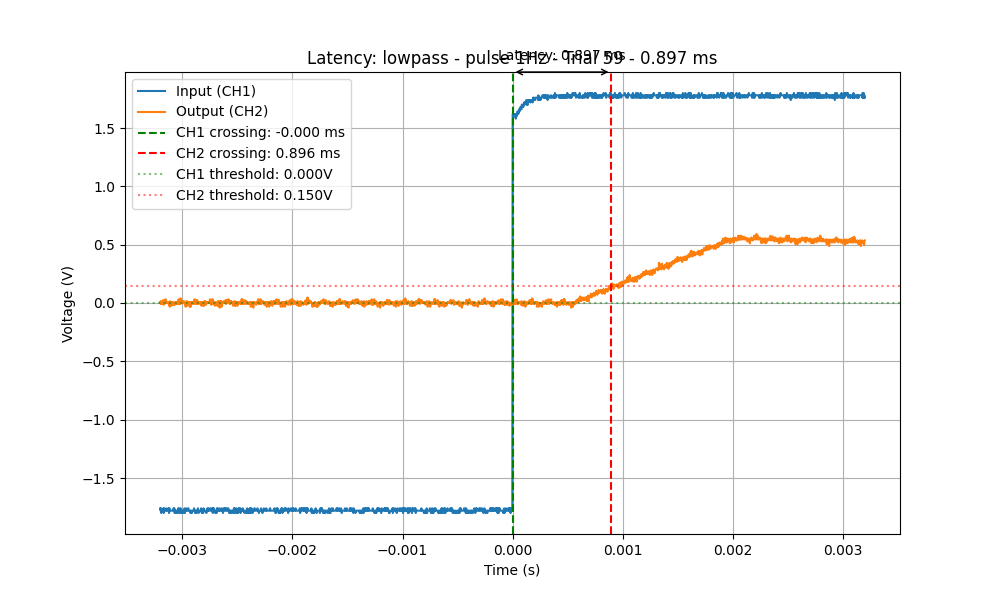 Latency: 0.897 ms
Latency: lowpass - pulse 1Hz - Trial 59 - 0.897 ms
Input (CH1)
Output (CH2)
CH1 crossing: -0.000 ms
CH2 crossing: 0.896 ms
CH1 threshold: 0.000V
CH2 threshold: 0.150V
1.5
1.0
0.5
0.0
−0.5
−1.0
−1.5
Voltage (V)
−0.003 −0.002 −0.001 0.000 0.001 0.002 0.003
Time (s)